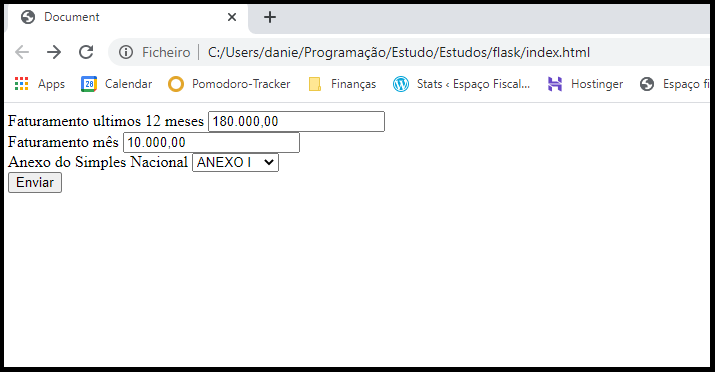 Document
Ficheiro | C:/Users/danie/Programação/Estudo/Estudos/flask/index.html
Apps 28 Calendar Pomodoro-Tracker Finanças Stats ‹ Espaço Fiscal... Hostinger Espaço fi
Faturamento ultimos 12 meses 180.000,00
Faturamento mês 10.000,00
Anexo do Simples Nacional ANEXO I
Enviar